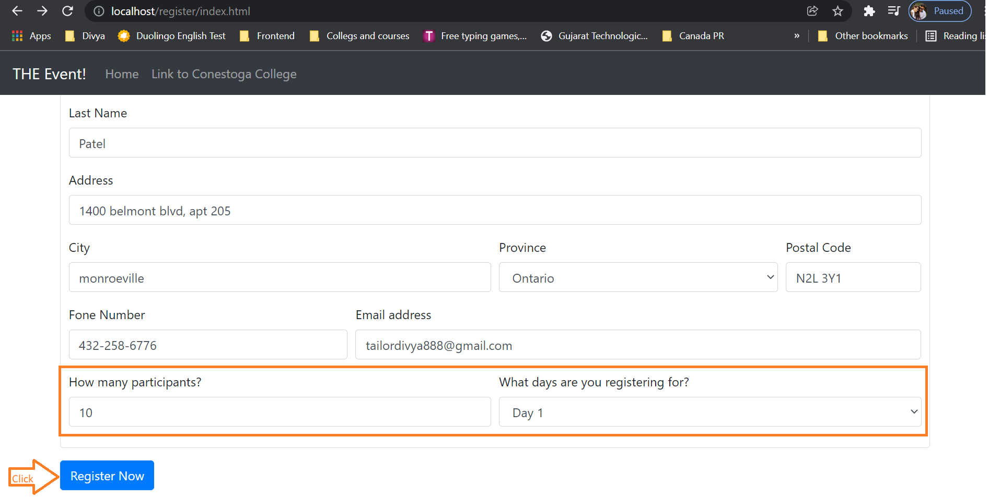 localhost/register/index.html Paused
Apps Divya Duolingo English Test Frontend Collegs and courses T Free typing games,... Gujarat Technologic... Canada PR » Other bookmarks Reading li
THE Event! Home Link to Conestoga College
Last Name
Patel
Address
1400 belmont blvd, apt 205
City Province Postal Code
monroeville Ontario N2L 3Y1
Fone Number Email address
432-258-6776 tailordivya888@gmail.com
How many participants? What days are you registering for?
10 Day 1
Click Register Now